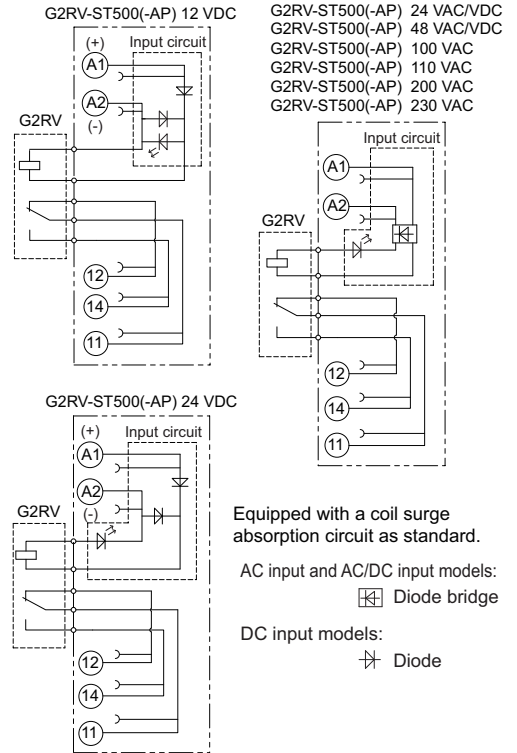 G2RV-ST500(-AP) 12 VDC
(+)
Input circuit
A1
A2
(-)
G2RV
12
14
11
G2RV-ST500(-AP) 24 VAC/VDC
G2RV-ST500(-AP) 48 VAC/VDC
G2RV-ST500(-AP) 100 VAC
G2RV-ST500(-AP) 110 VAC
G2RV-ST500(-AP) 200 VAC
G2RV-ST500(-AP) 230 VAC
Input circuit
A1
A2
G2RV
12
14
11
G2RV-ST500(-AP) 24 VDC
(+)
Input circuit
A1
A2
(-)
G2RV
12
14
11
Equipped with a coil surge
absorption circuit as standard.
AC input and AC/DC input models:
Diode bridge
DC input models:
Diode